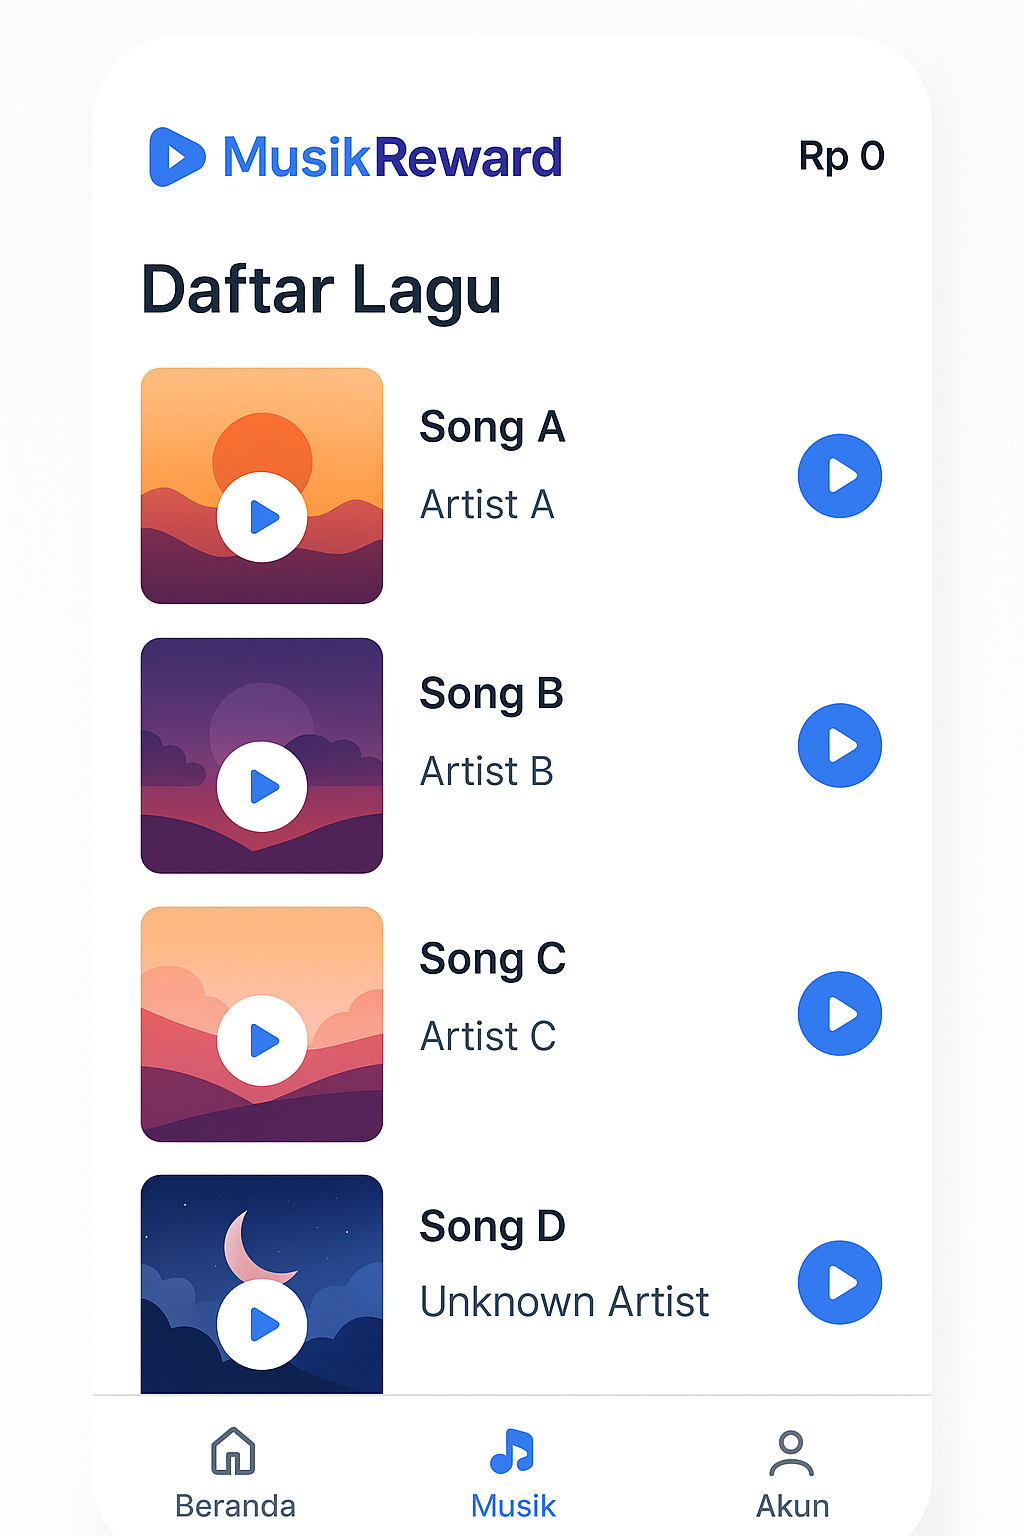 MusikReward
Rp 0
Daftar Lagu
Song A
Artist A
Song B
Artist B
Song C
Artist C
Song D
Unknown Artist
Beranda
Musik
Akun